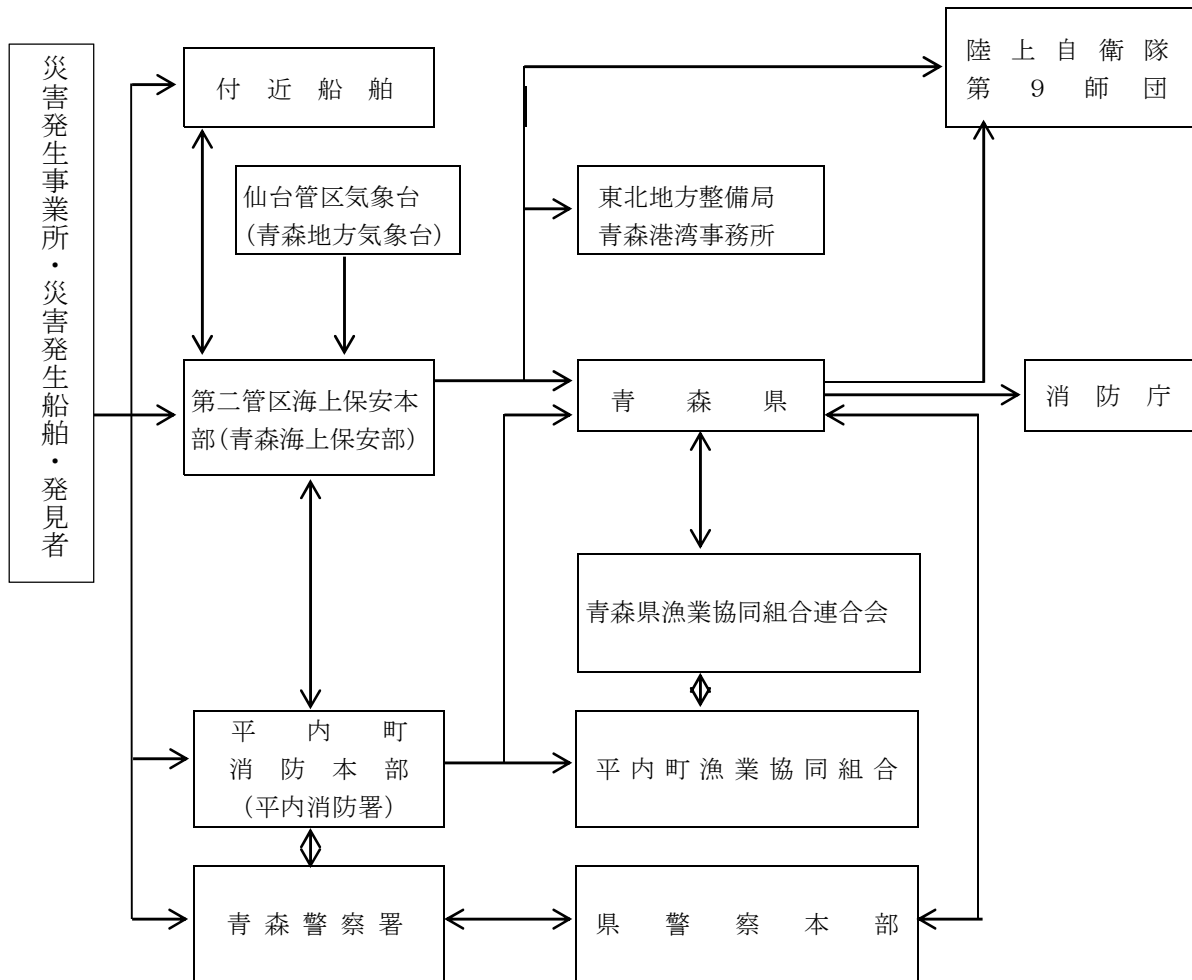 災害発生事業所・災害発生船舶・発見者
付近船舶
陸上自衛隊
第9師団
仙台管区気象台
(青森地方気象台)
東北地方整備局
青森港湾事務所
第二管区海上保安本
部(青森海上保安部)
青森県
消防庁
青森県漁業協同組合連合会
平内町
消防本部
(平内消防署)
平内町漁業協同組合
青森警察署
県警察本部